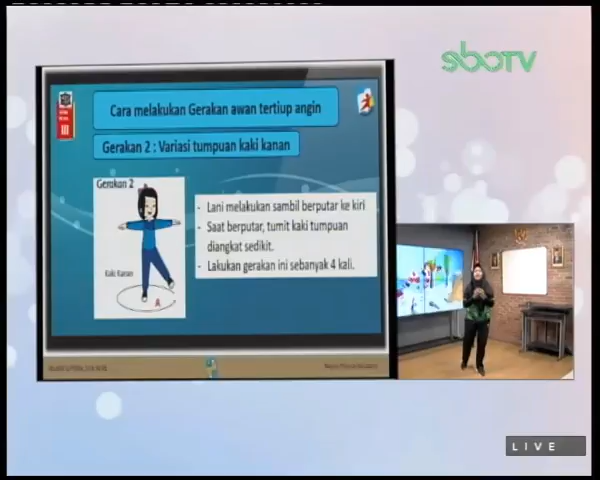 sboTV
III
Cara melakukan Gerakan awan tertiup angin
Gerakan 2 : Variasi tumpuan kaki kanan
Gerakan 2
Kaki Kanan
A
- Lani melakukan sambil berputar ke kiri
- Saat berputar, tumit kaki tumpuan
diangkat sedikit.
- Lakukan gerakan ini sebanyak 4 kali.
LIVE